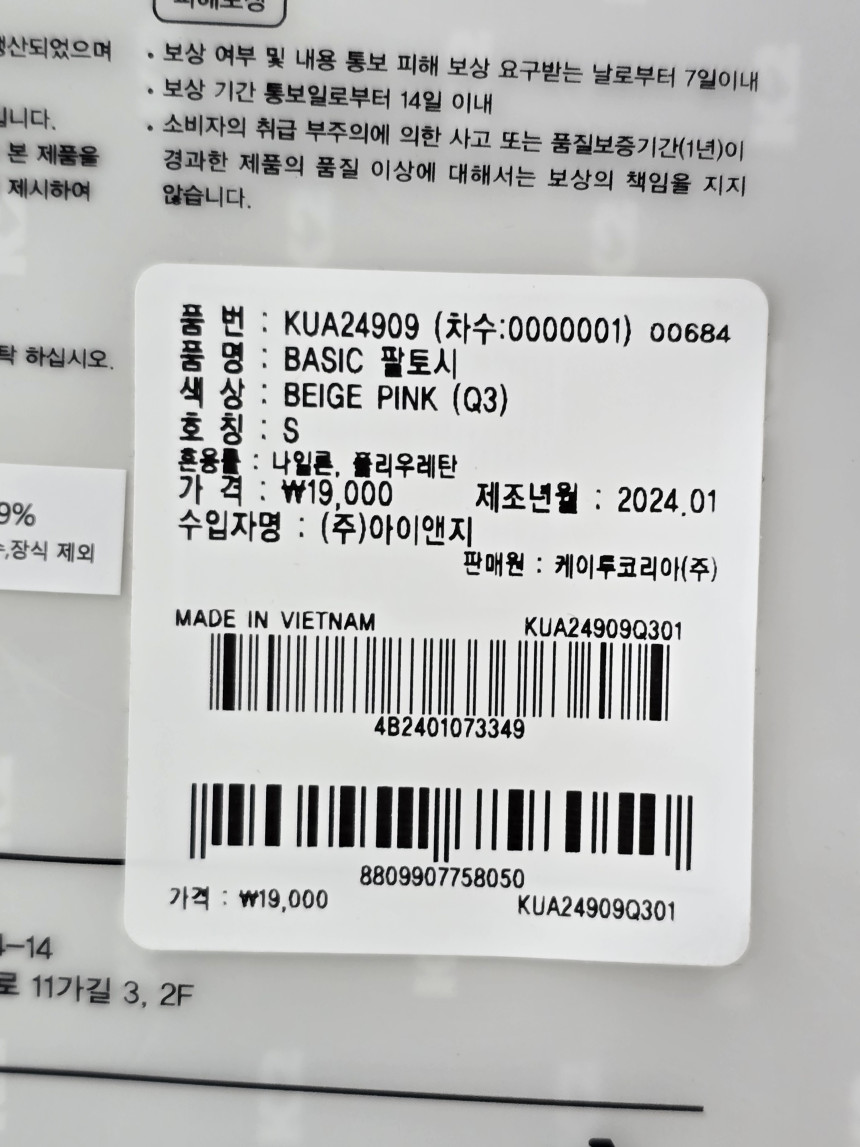 피해보상
생산되었으며
입니다.
본 제품을
제시하여
• 보상 여부 및 내용 통보 피해 보상 요구받는 날로부터 7일이내
• 보상 기간 통보일로부터 14일 이내
• 소비자의 취급 부주의에 의한 사고 또는 품질보증기간(1년)이
경과한 제품의 품질 이상에 대해서는 보상의 책임을 지지
않습니다.
하십시오.
9%
장식 제외
품 번 : KUA24909 (차수:0000001) 00684
품 명 : BASIC 팔토시
색 상 : BEIGE PINK (Q3)
호 칭 : S
혼용률 : 나일론, 폴리우레탄
가 격 : ₩19,000 제조년월 : 2024.01
수입자명 : (주)아이앤지
판매원 : 케이투코리아(주)
MADE IN VIETNAM KUA24909Q301
4B2401073349
8809907758050
가격 : ₩19,000 KUA24909Q301
-14
로 11가길 3, 2F